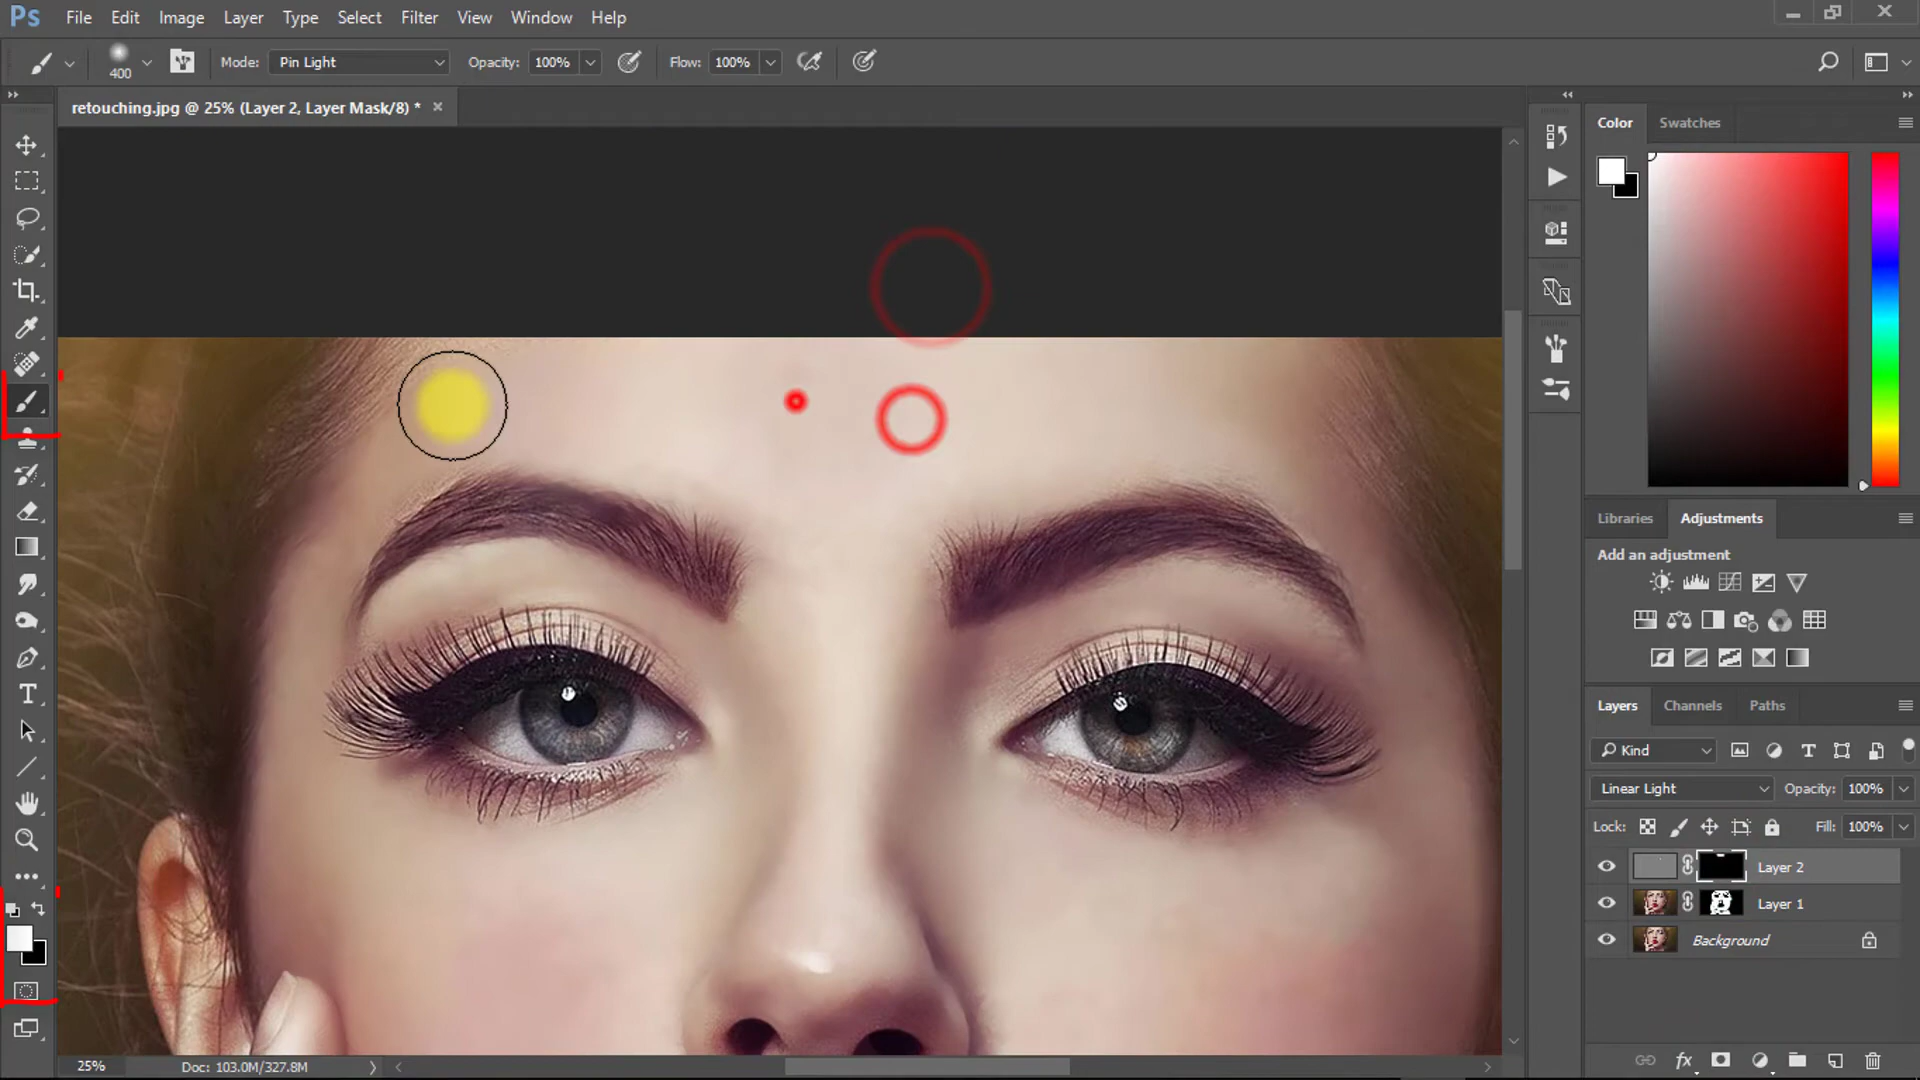 Ps File Edit Image Layer Type Select Filter View Window Help
400 Mode: Pin Light Opacity: 100% Flow: 100%
retouching.jpg @ 25% (Layer 2, Layer Mask/8) *
Color Swatches
Libraries Adjustments
Add an adjustment
Layers Channels Paths
Kind
Linear Light Opacity: 100%
Lock: Fill: 100%
Layer 2
Layer 1
Background
fx
25% Doc: 103.0M/327.8M